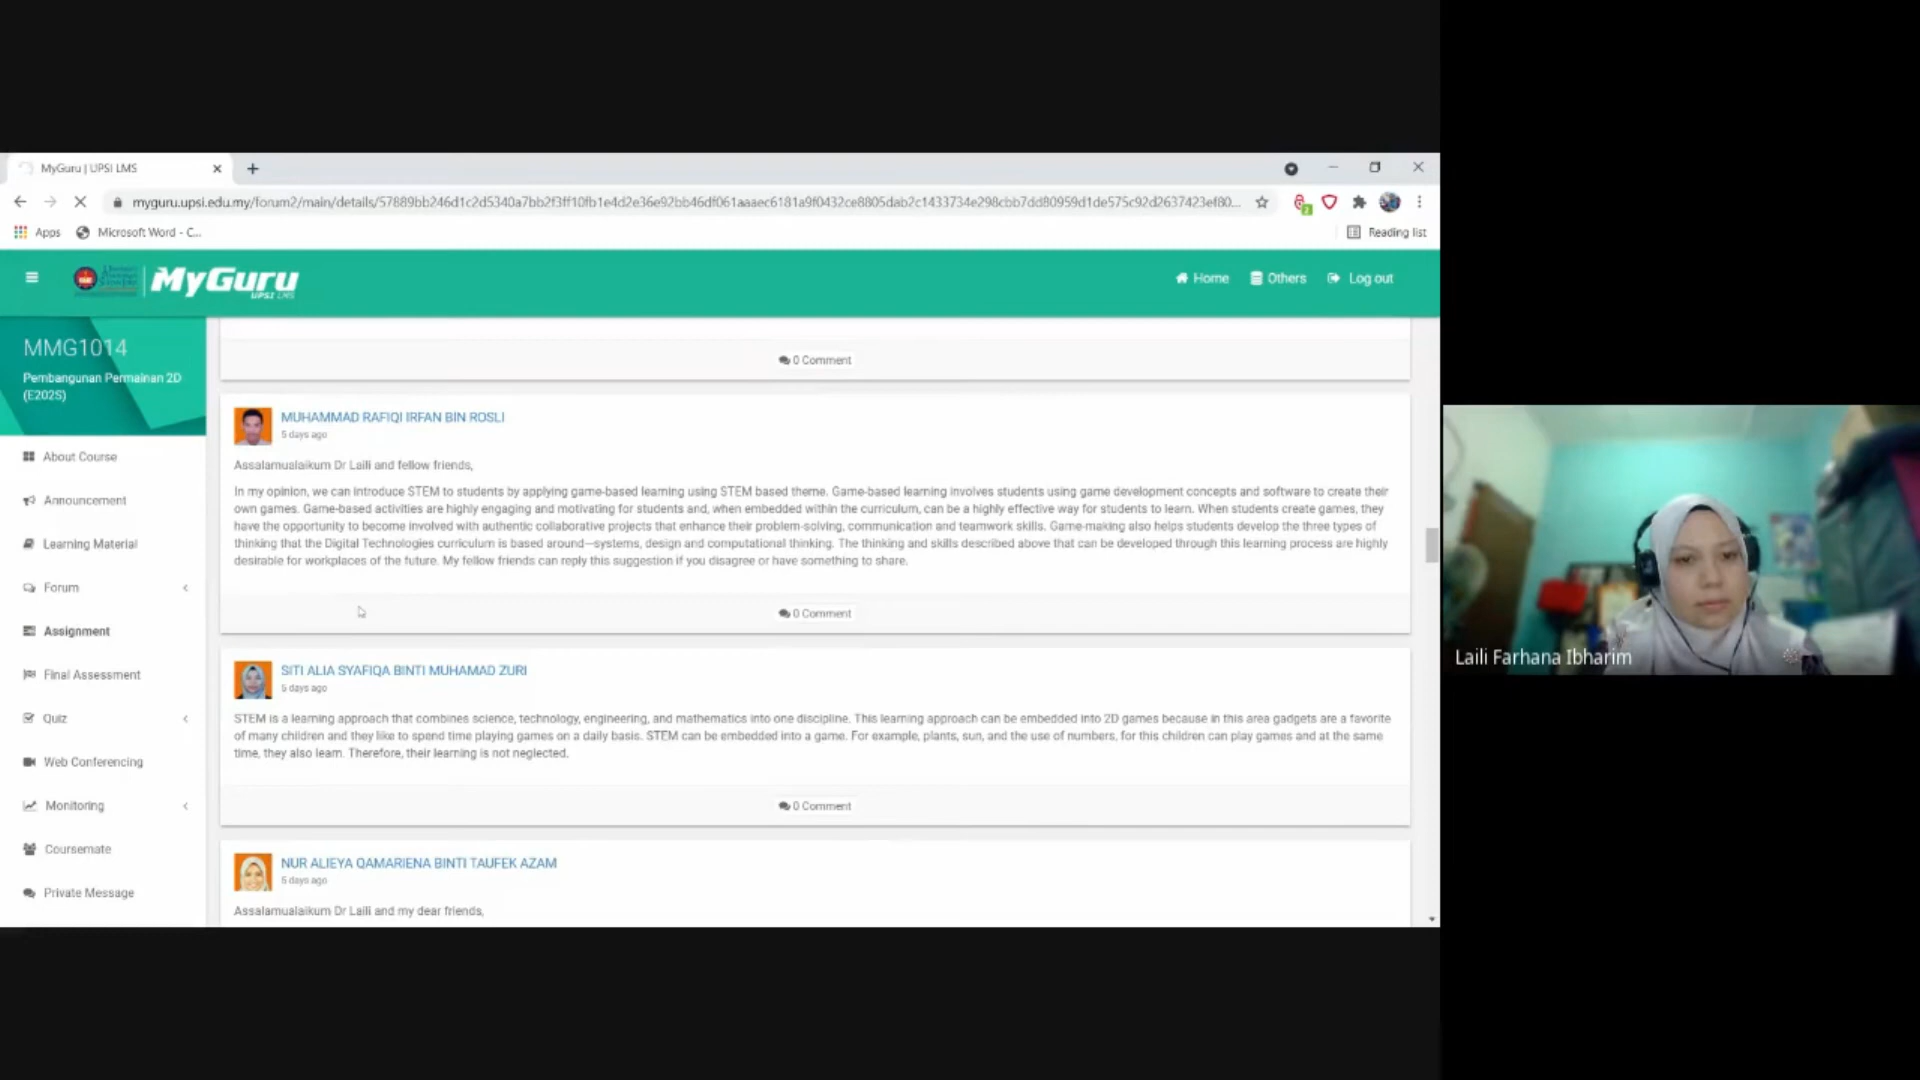 MyGuru | UPSI LMS
myguru.upsi.edu.my/forum2/main/details/57889bb246d1c2d5340a7bb2f3ff10fb1e4d2e36e92bb46df061aaaec6181a9f0432ce8805dab2c1433734e298cbb7dd80959d1de575c92d2637423ef80...
Apps
Microsoft Word - C...
Reading list
MyGuru
UPSI LMS
Home
Others
Log out
MMG1014
Pembangunan Permainan 2D
(E202S)
About Course
Announcement
Learning Material
Forum
Assignment
Final Assessment
Quiz
Web Conferencing
Monitoring
Coursemate
Private Message
0 Comment
MUHAMMAD RAFIQI IRFAN BIN ROSLI
5 days ago
Assalamualaikum Dr Laili and fellow friends,
In my opinion, we can introduce STEM to students by applying game-based learning using STEM based theme. Game-based learning involves students using game development concepts and software to create their
own games. Game-based activities are highly engaging and motivating for students and, when embedded within the curriculum, can be a highly effective way for students to learn. When students create games, they
have the opportunity to become involved with authentic collaborative projects that enhance their problem-solving, communication and teamwork skills. Game-making also helps students develop the three types of
thinking that the Digital Technologies curriculum is based around—systems, design and computational thinking. The thinking and skills described above that can be developed through this learning process are highly
desirable for workplaces of the future. My fellow friends can reply this suggestion if you disagree or have something to share.
0 Comment
SITI ALIA SYAFIQA BINTI MUHAMAD ZURI
5 days ago
STEM is a learning approach that combines science, technology, engineering, and mathematics into one discipline. This learning approach can be embedded into 2D games because in this area gadgets are a favorite
of many children and they like to spend time playing games on a daily basis. STEM can be embedded into a game. For example, plants, sun, and the use of numbers, for this children can play games and at the same
time, they also learn. Therefore, their learning is not neglected.
0 Comment
NUR ALIEYA QAMARIENA BINTI TAUFEK AZAM
5 days ago
Assalamualaikum Dr Laili and my dear friends,
Laili Farhana Ibharim